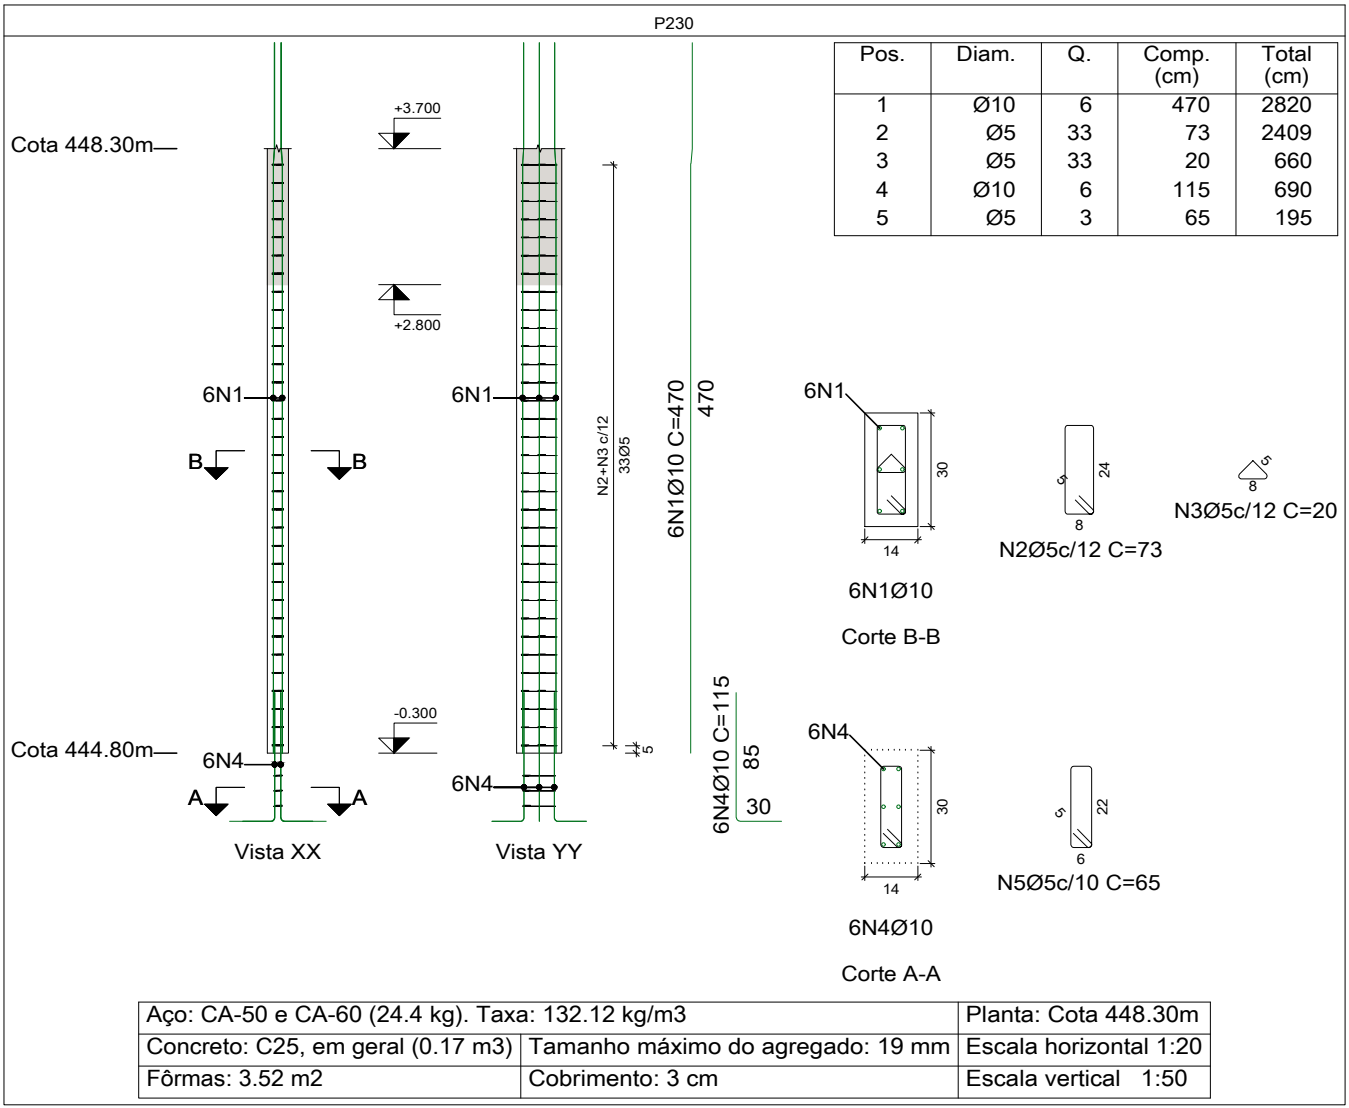 P230
Pos. Diam. Q. Comp. (cm) Total (cm)
1 Ø10 6 470 2820
2 Ø5 33 73 2409
3 Ø5 33 20 660
4 Ø10 6 115 690
5 Ø5 3 65 195
+3.700
Cota 448.30m
+2.800
6N1
6N1
B B
N2+N3 c/12
33Ø5
6N1Ø10 C=470
470
-0.300
Cota 444.80m
5
6N4
6N4
A A
6N4Ø10 C=115
85
30
Vista XX
Vista YY
6N1
30
14
6N1Ø10
Corte B-B
5
24
8
N2Ø5c/12 C=73
5
8
N3Ø5c/12 C=20
6N4
30
14
6N4Ø10
Corte A-A
5
22
6
N5Ø5c/10 C=65
Aço: CA-50 e CA-60 (24.4 kg). Taxa: 132.12 kg/m3 Planta: Cota 448.30m
Concreto: C25, em geral (0.17 m3) Tamanho máximo do agregado: 19 mm Escala horizontal 1:20
Fôrmas: 3.52 m2 Cobrimento: 3 cm Escala vertical 1:50